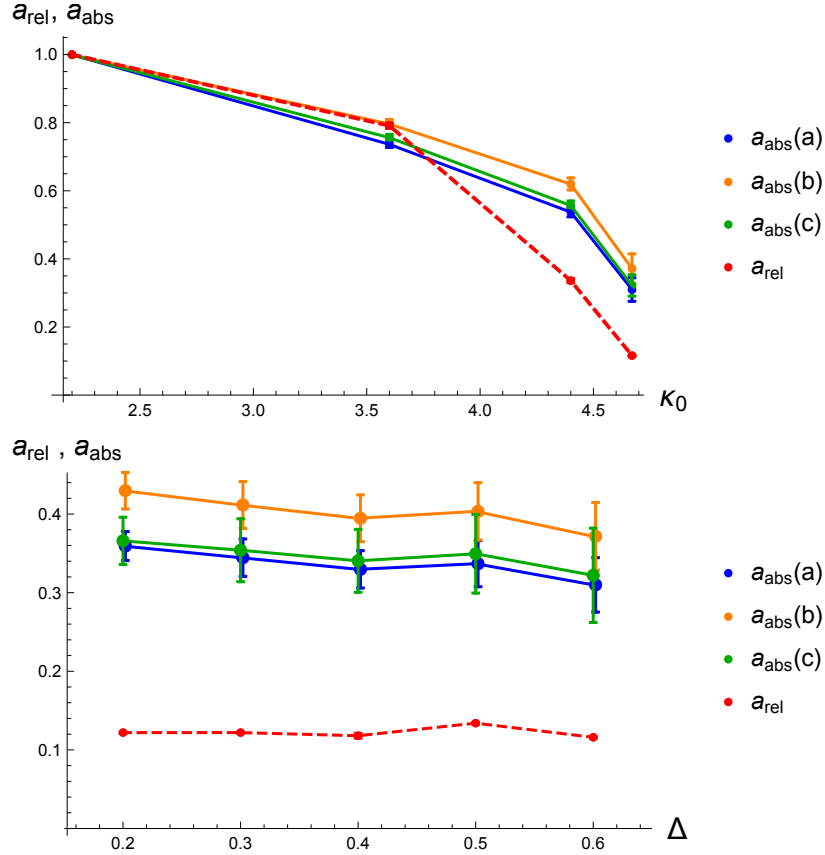 a_rel, a_abs
1.0
0.8
0.6
0.4
0.2
2.5 3.0 3.5 4.0 4.5 κ₀
a_abs(a)
a_abs(b)
a_abs(c)
a_rel
a_rel , a_abs
0.4
0.3
0.2
0.1
0.2 0.3 0.4 0.5 0.6 Δ
a_abs(a)
a_abs(b)
a_abs(c)
a_rel